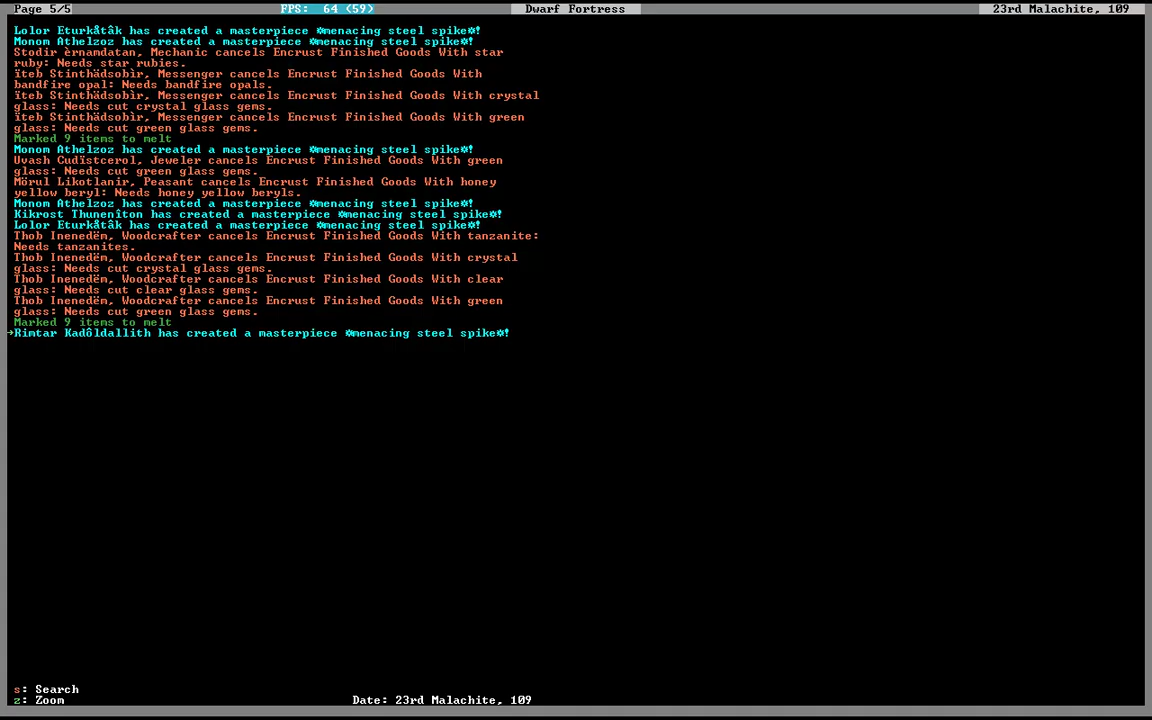 Page 5/5 FPS: 64 (59) Dwarf Fortress 23rd Malachite, 109
Lolor Eturkåtâk has created a masterpiece ☼menacing steel spike☼!
Monom Athelzoz has created a masterpiece ☼menacing steel spike☼!
Stodir èrnamdatan, Mechanic cancels Encrust Finished Goods With star
ruby: Needs star rubies.
ïteb Stinthädsobìr, Messenger cancels Encrust Finished Goods With
bandfire opal: Needs bandfire opals.
ïteb Stinthädsobìr, Messenger cancels Encrust Finished Goods With crystal
glass: Needs cut crystal glass gems.
ïteb Stinthädsobìr, Messenger cancels Encrust Finished Goods With green
glass: Needs cut green glass gems.
Marked 9 items to melt
Monom Athelzoz has created a masterpiece ☼menacing steel spike☼!
Uvash Cudïstcerol, Jeweler cancels Encrust Finished Goods With green
glass: Needs cut green glass gems.
Mörul Likotlanir, Peasant cancels Encrust Finished Goods With honey
yellow beryl: Needs honey yellow beryls.
Monom Athelzoz has created a masterpiece ☼menacing steel spike☼!
Kikrost Thunenîton has created a masterpiece ☼menacing steel spike☼!
Lolor Eturkåtâk has created a masterpiece ☼menacing steel spike☼!
Thob Inenedëm, Woodcrafter cancels Encrust Finished Goods With tanzanite:
Needs tanzanites.
Thob Inenedëm, Woodcrafter cancels Encrust Finished Goods With crystal
glass: Needs cut crystal glass gems.
Thob Inenedëm, Woodcrafter cancels Encrust Finished Goods With clear
glass: Needs cut clear glass gems.
Thob Inenedëm, Woodcrafter cancels Encrust Finished Goods With green
glass: Needs cut green glass gems.
Marked 9 items to melt
→Rimtar Kadôldallith has created a masterpiece ☼menacing steel spike☼!
s: Search
z: Zoom Date: 23rd Malachite, 109